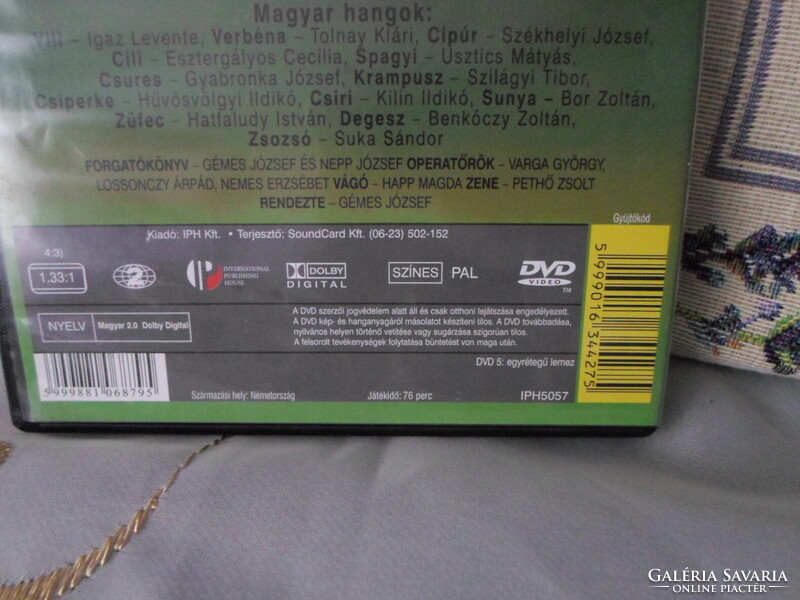 Magyar hangok:
Vili – Igaz Levente, Verbéna – Tolnay Klári, Cipúr – Székhelyi József,
Cili – Esztergályos Cecília, Spagyi – Usztics Mátyás,
Csures – Gyabronka József, Krampusz – Szilágyi Tibor,
Csiperke – Hűvösvölgyi Ildikó, Csiri – Kilin Ildikó, Sunya – Bor Zoltán,
Züfec – Hatfaludy István, Degesz – Benkóczy Zoltán,
Zsozsó – Suka Sándor
FORGATÓKÖNYV – GÉMES JÓZSEF ÉS NEPP JÓZSEF OPERATŐRÖK – VARGA GYÖRGY,
LOSSONCZY ÁRPÁD, NEMES ERZSÉBET VÁGÓ – HAPP MAGDA ZENE – PETHŐ ZSOLT
RENDEZTE – GÉMES JÓZSEF
Gyüjtőkód
Kiadó: IPH Kft. • Terjesztő: SoundCard Kft. (06-23) 502-152
4:3)
1.33:1
2
IP
INTERNATIONAL
PUBLISHING
HOUSE
DOLBY
DIGITAL
SZÍNES
PAL
DVD
VIDEO
TM
NYELV
Magyar 2.0 Dolby Digital
A DVD szerzői jogvédelem alatt áll és csak otthoni lejátszása engedélyezett.
A DVD kép- és hanganyagáról másolatot készíteni tilos. A DVD továbbadása,
nyilvános helyen történő vetítése vagy sugárzása szigorúan tilos.
A felsorolt tevékenységek folytatása büntetést von maga után.
DVD 5: egyrétegű lemez
5999881068795
Származási hely: Németország
Játékidő: 76 perc
IPH5057
5999016344275
GALÉRIA SAVARIA
ONLINE PIACTÉR